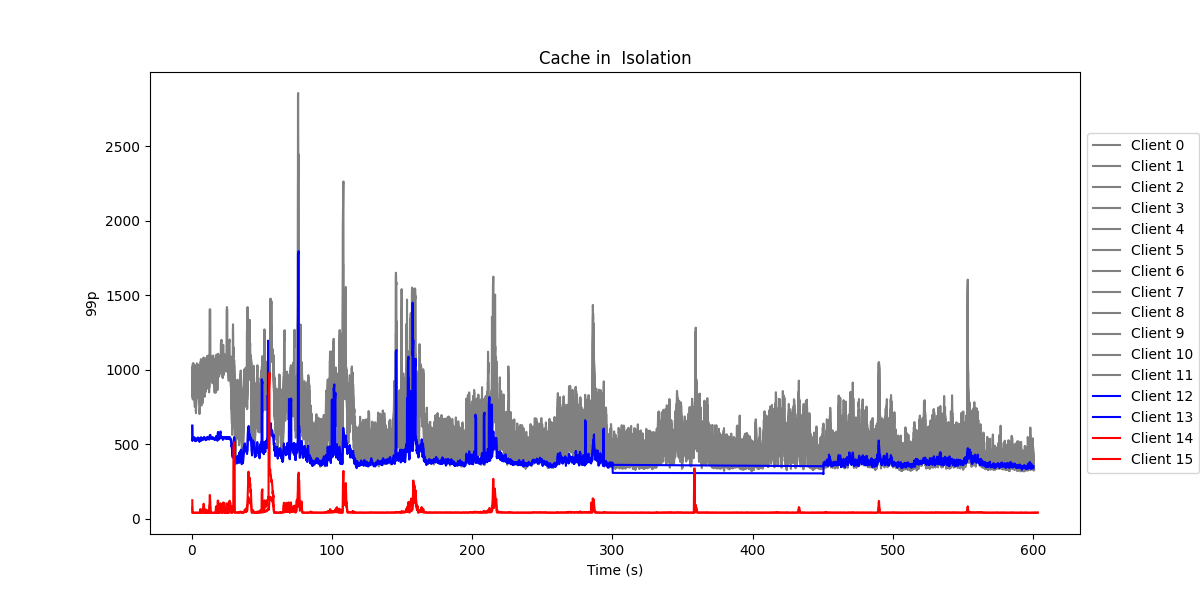 Cache in  Isolation
99p
2500
2000
1500
1000
500
0
0 100 200 300 400 500 600
Time (s)
Client 0
Client 1
Client 2
Client 3
Client 4
Client 5
Client 6
Client 7
Client 8
Client 9
Client 10
Client 11
Client 12
Client 13
Client 14
Client 15